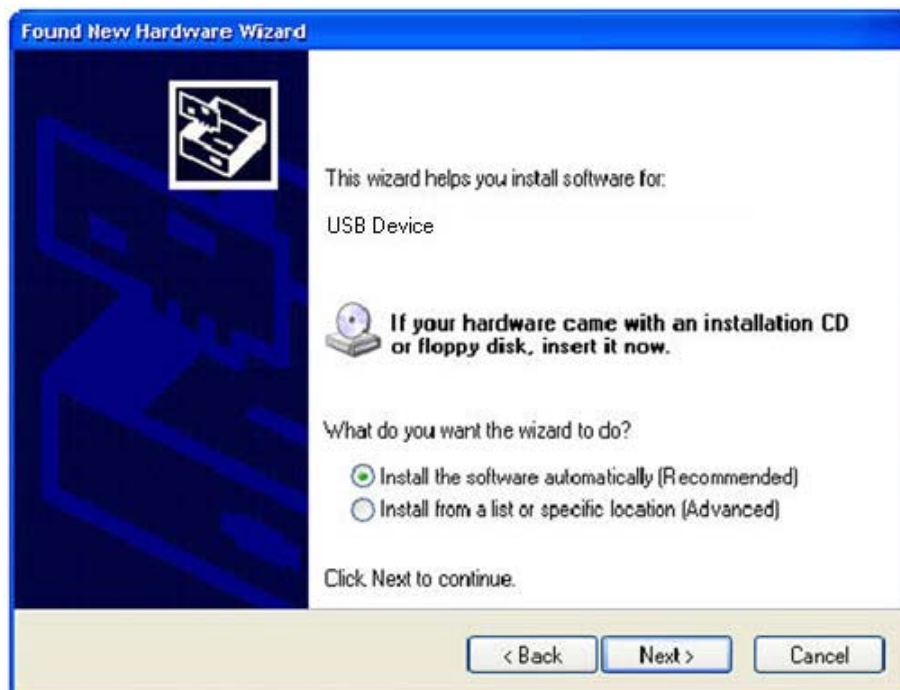 Found New Hardware Wizard
This wizard helps you install software for:
USB Device
If your hardware came with an installation CD
or floppy disk, insert it now.
What do you want the wizard to do?
Install the software automatically (Recommended)
Install from a list or specific location (Advanced)
Click Next to continue.
< Back Next > Cancel